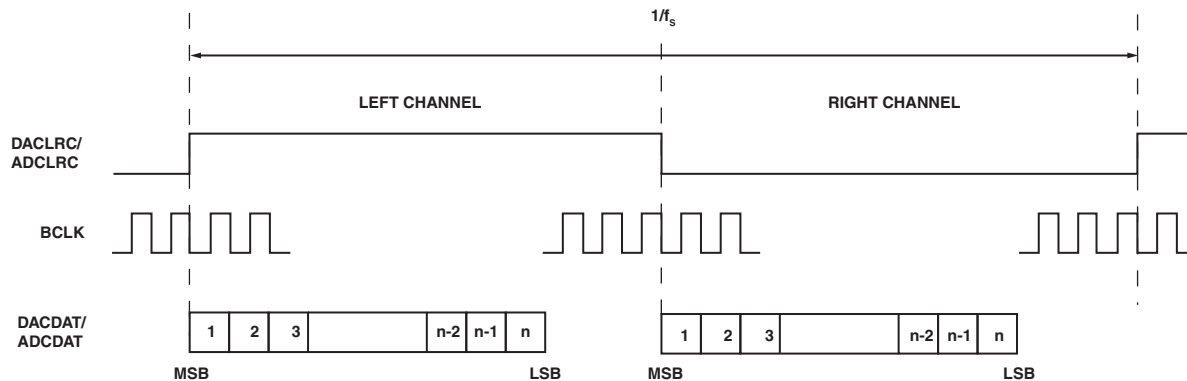 1/fS
LEFT CHANNEL
RIGHT CHANNEL
DACLRC/
ADCLRC
BCLK
DACDAT/
ADCDAT
1 2 3 n-2 n-1 n
1 2 3 n-2 n-1 n
MSB LSB MSB LSB